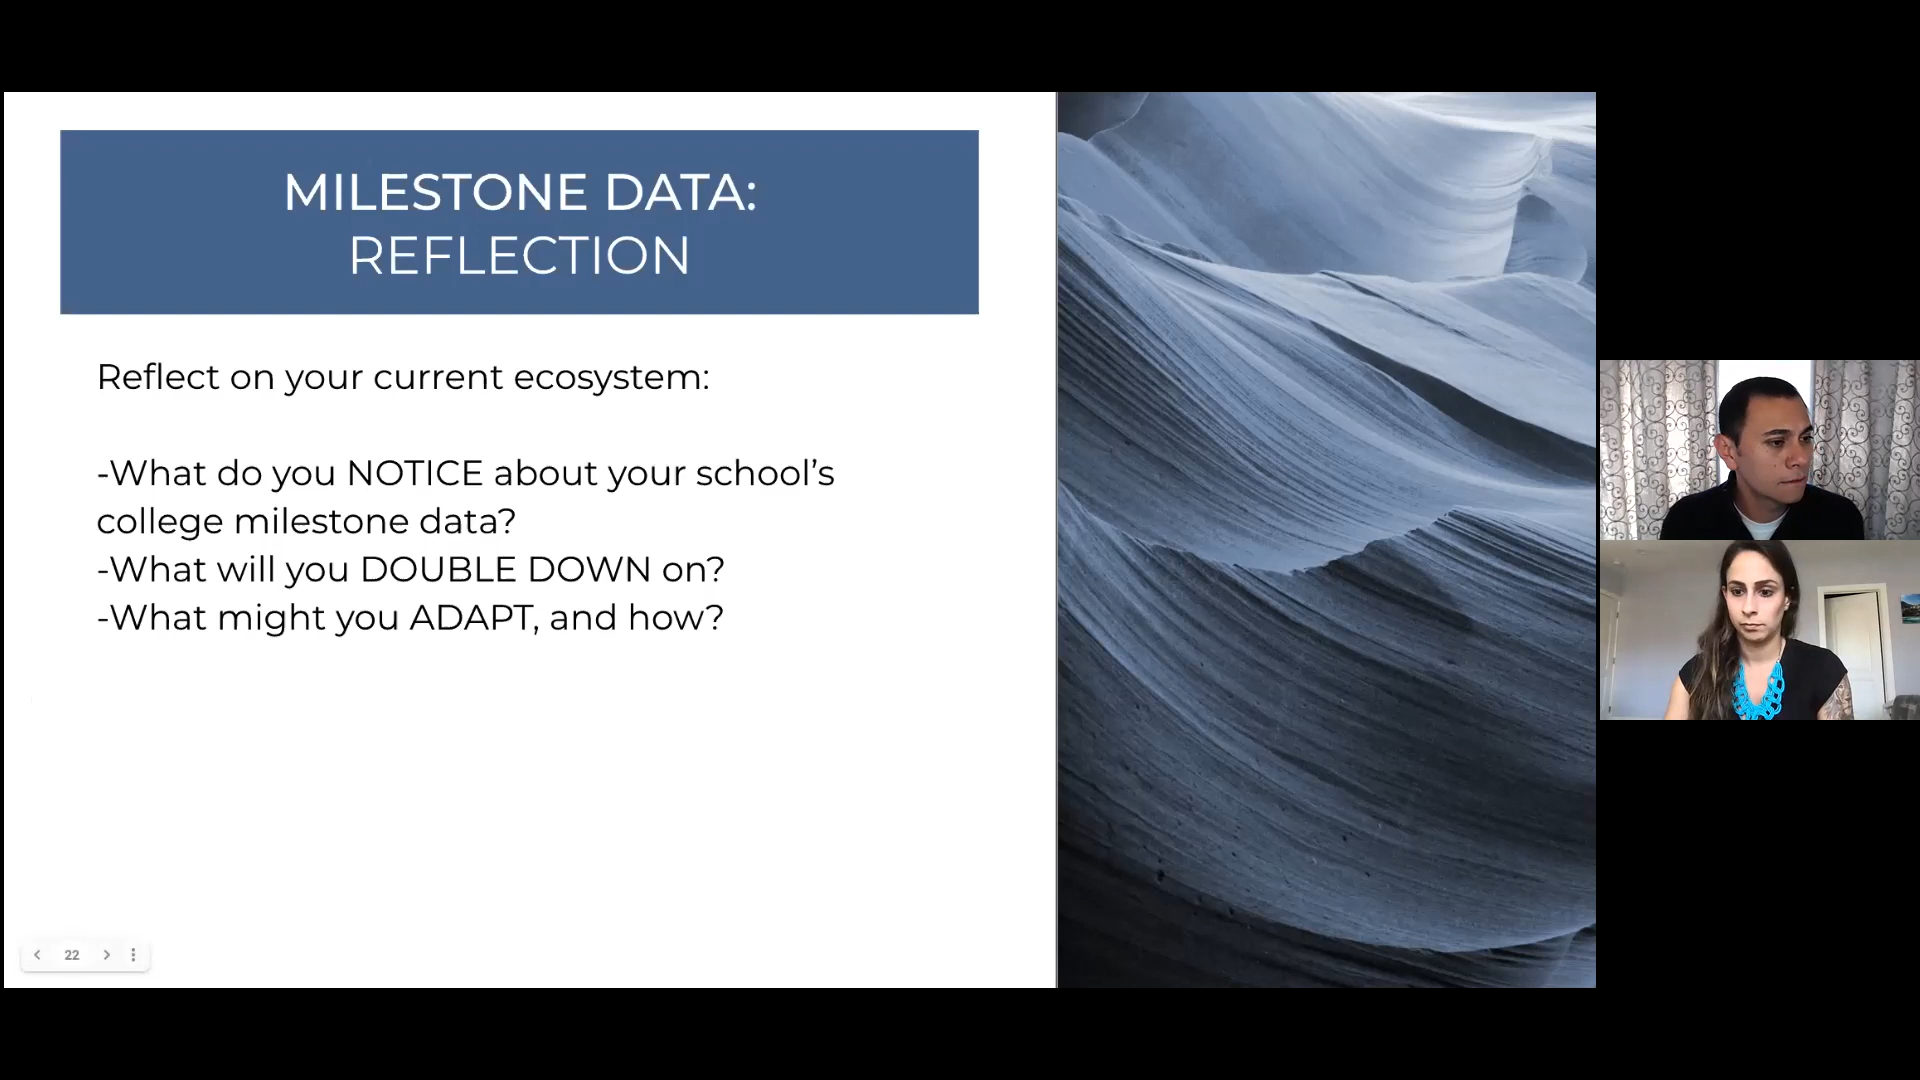 MILESTONE DATA:
REFLECTION
Reflect on your current ecosystem:
-What do you NOTICE about your school’s
college milestone data?
-What will you DOUBLE DOWN on?
-What might you ADAPT, and how?
22